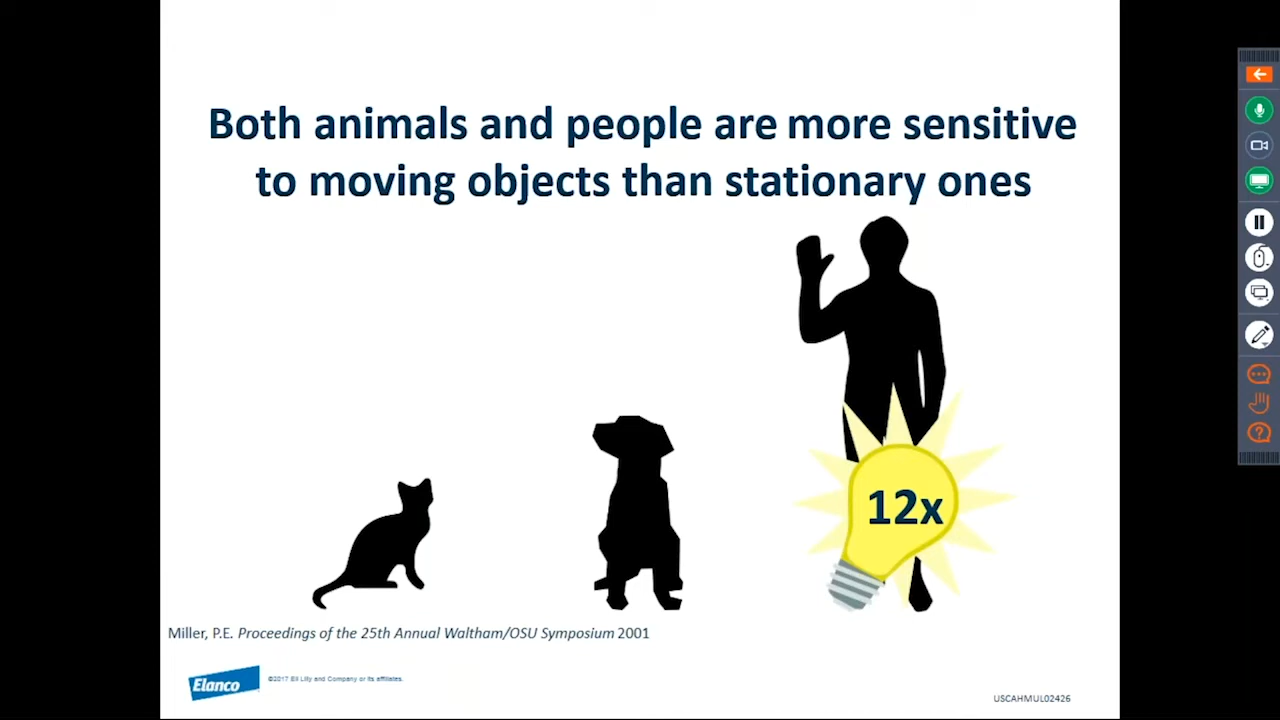 Both animals and people are more sensitive
to moving objects than stationary ones
12x
Miller, P.E. Proceedings of the 25th Annual Waltham/OSU Symposium 2001
Elanco
©2017 Eli Lilly and Company or its affiliates.
USCAHMUL02426